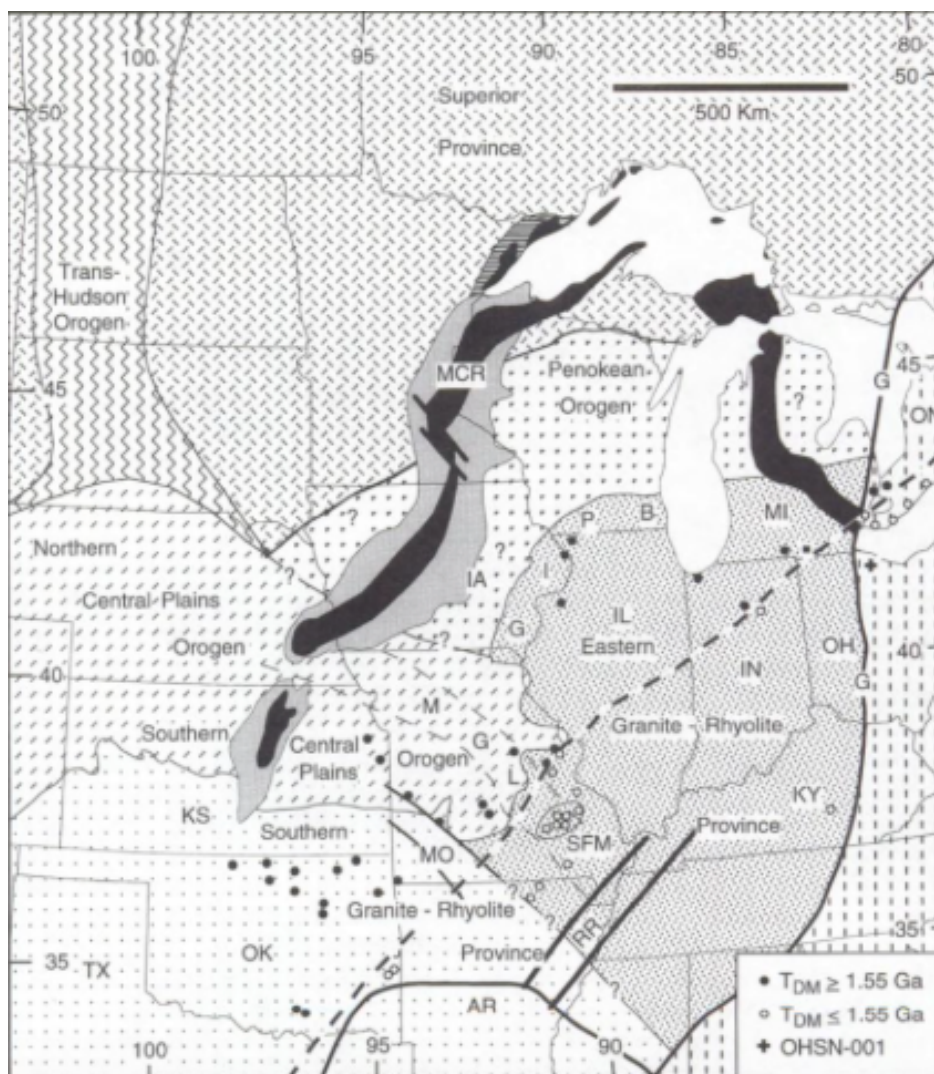 100
95
90
85
80
50
50
Superior
Province
500 Km
Trans-
Hudson
Orogen
45
MCR
Penokean
Orogen
?
45
G
ON
Northern
Central Plains
Orogen
?
?
?
?
IA
P
B
MI
I
G
IL
Eastern
IN
OH
G
40
40
Southern
Central
Plains
M
G
Orogen
L
Granite - Rhyolite
Province
KY
KS
Southern
MO
SFM
Granite - Rhyolite
Province
?
?
?
RR
OK
TX
AR
35
35
100
95
90
● T_DM ≥ 1.55 Ga
○ T_DM ≤ 1.55 Ga
+ OHSN-001